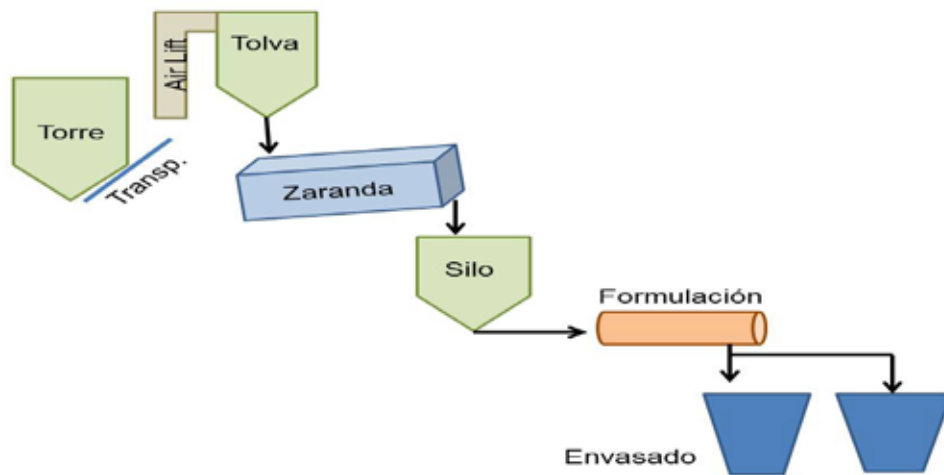 Air Lift
Tolva
Torre
Transp.
Zaranda
Silo
Formulación
Envasado